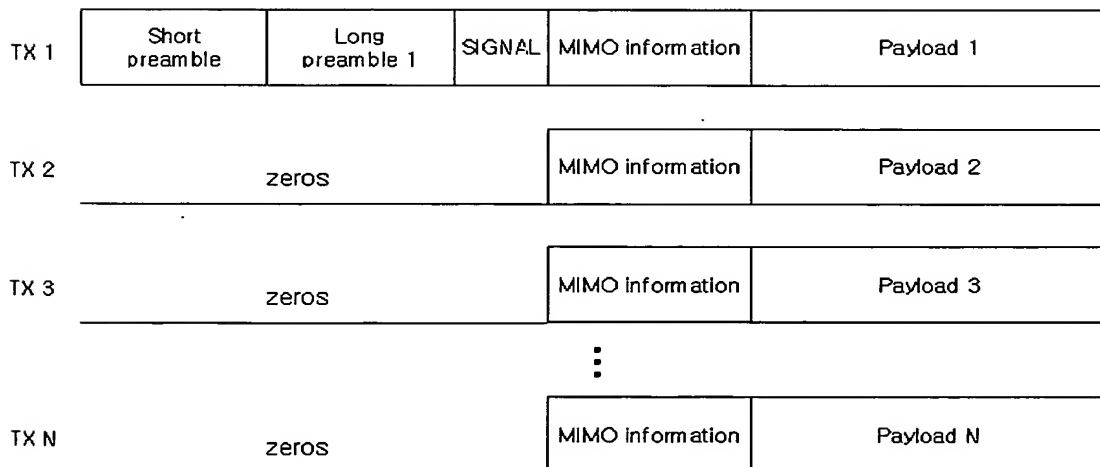 TX 1
Short
preamble
Long
preamble 1
SIGNAL
MIMO information
Payload 1
TX 2
zeros
MIMO information
Payload 2
TX 3
zeros
MIMO information
Payload 3
TX N
zeros
MIMO information
Payload N